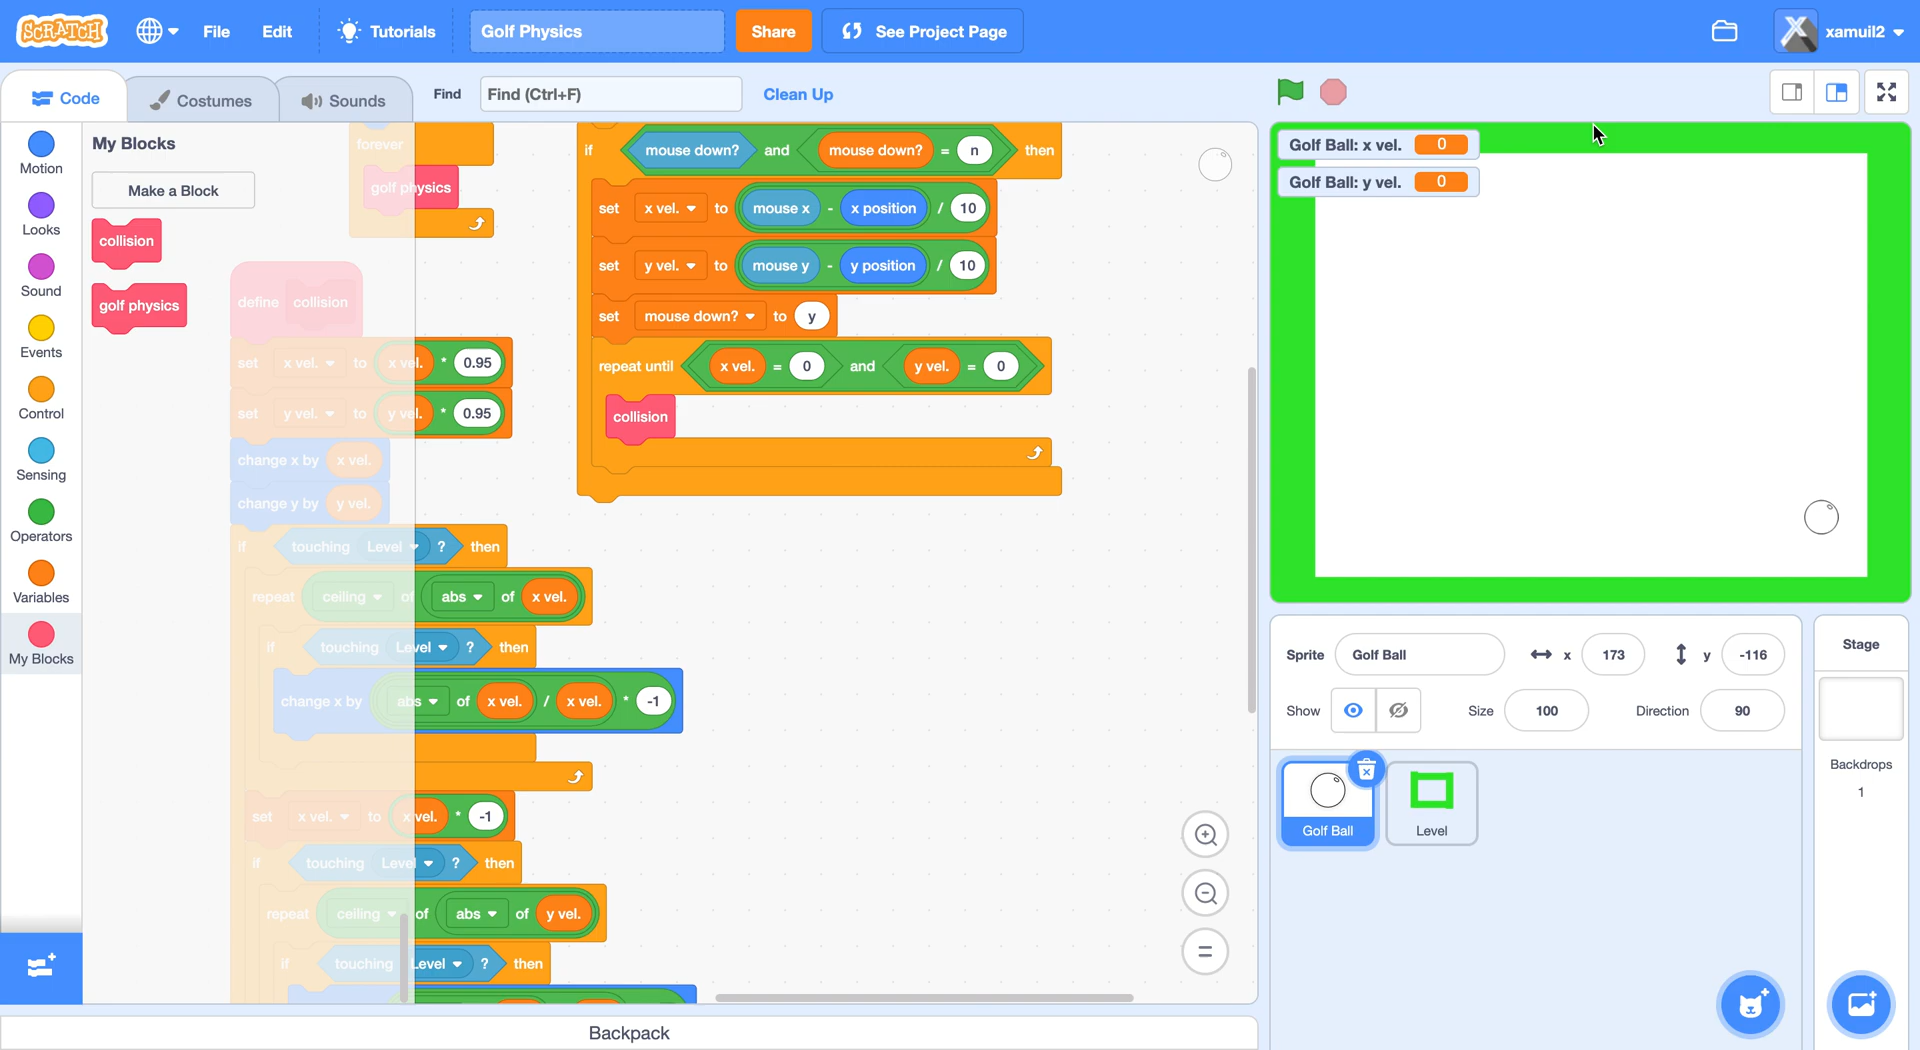 SCRATCH File Edit Tutorials Golf Physics Share See Project Page xamuil2
Code Costumes Sounds Find Find (Ctrl+F) Clean Up
Motion
Looks
Sound
Events
Control
Sensing
Operators
Variables
My Blocks
My Blocks
Make a Block
collision
golf physics
forever
golf physics
define collision
set x vel. to x vel. * 0.95
set y vel. to y vel. * 0.95
change x by x vel.
change y by y vel.
if touching Level ? then
repeat ceiling of abs of x vel.
if touching Level ? then
change x by abs of x vel. / x vel. * -1
set x vel. to x vel. * -1
if touching Level ? then
repeat ceiling of abs of y vel.
if touching Level ? then
if mouse down? and mouse down? = n then
set x vel. to mouse x - x position / 10
set y vel. to mouse y - y position / 10
set mouse down? to y
repeat until x vel. = 0 and y vel. = 0
collision
Backpack
Golf Ball: x vel. 0
Golf Ball: y vel. 0
Sprite Golf Ball x 173 y -116
Show Size 100 Direction 90
Golf Ball
Level
Stage
Backdrops
1